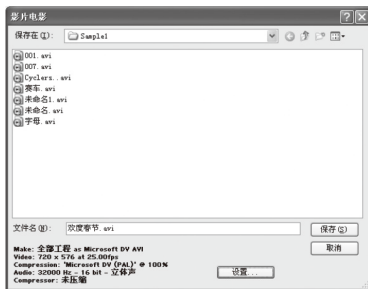 影片电影
保存在(I): Sample1
001.avi
007.avi
Cyclers..avi
赛车.avi
未命名1.avi
未命名.avi
字母.avi
文件名(N): 欢度春节.avi 保存(S)
取消
Make: 全部工程 as Microsoft DV AVI
Video: 720 x 576 at 25.00fps
Compression: 'Microsoft DV (PAL)' @ 100%
Audio: 32000 Hz - 16 bit - 立体声
Compressor: 未压缩
设置...